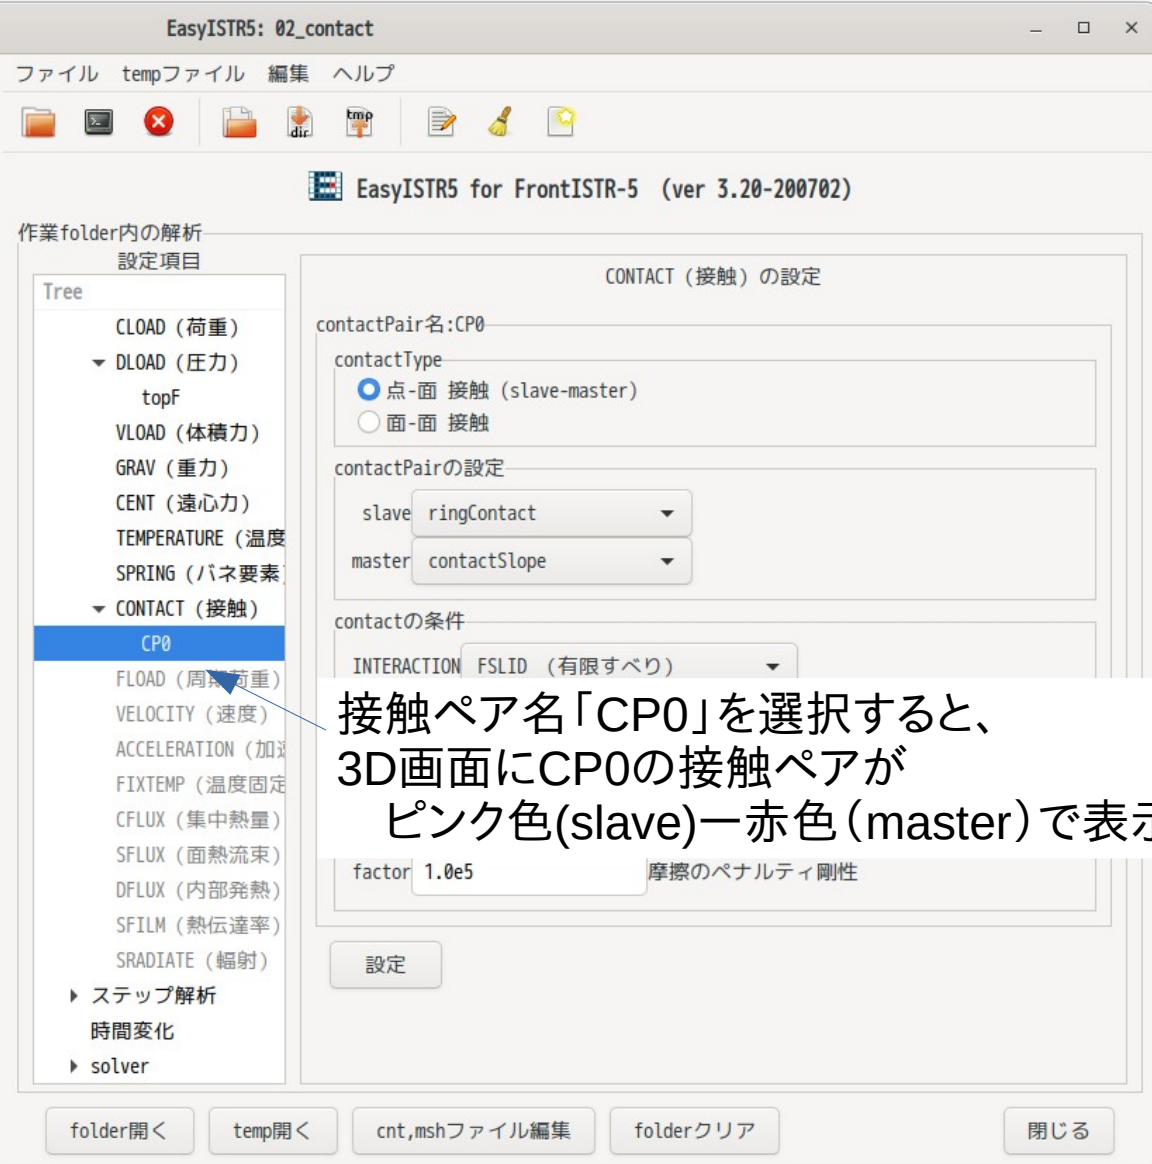 EasyISTR5: 02_contact
ファイル tempファイル 編集 ヘルプ
dir
tmp
EasyISTR5 for FrontISTR-5 (ver 3.20-200702)
作業folder内の解析
設定項目
Tree
CLOAD (荷重)
DLOAD (圧力)
topF
VLOAD (体積力)
GRAV (重力)
CENT (遠心力)
TEMPERATURE (温度
SPRING (バネ要素
CONTACT (接触)
CP0
FLOAD (周期荷重)
VELOCITY (速度)
ACCELERATION (加速
FIXTEMP (温度固定
CFLUX (集中熱量)
SFLUX (面熱流束)
DFLUX (内部発熱)
SFILM (熱伝達率)
SRADIATE (輻射)
ステップ解析
時間変化
solver
CONTACT (接触) の設定
contactPair名:CP0
contactType
点-面 接触 (slave-master)
面-面 接触
contactPairの設定
slave ringContact
master contactSlope
contactの条件
INTERACTION FSLID (有限すべり)
接触ペア名「CP0」を選択すると、
3D画面にCP0の接触ペアが
ピンク色(slave)ー赤色(master)で表示
factor 1.0e5 摩擦のペナルティ剛性
設定
folder開く temp開く cnt,mshファイル編集 folderクリア 閉じる